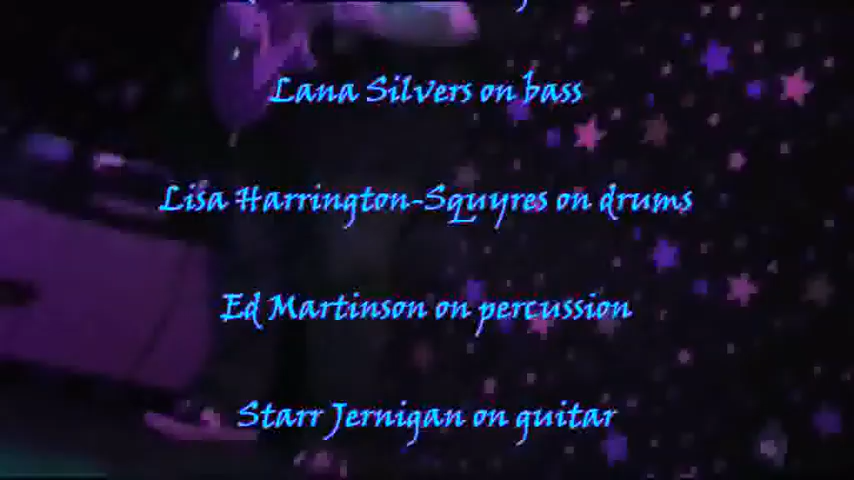 Lana Silvers on bass
Lisa Harrington-Squyres on drums
Ed Martinson on percussion
Starr Jernigan on guitar